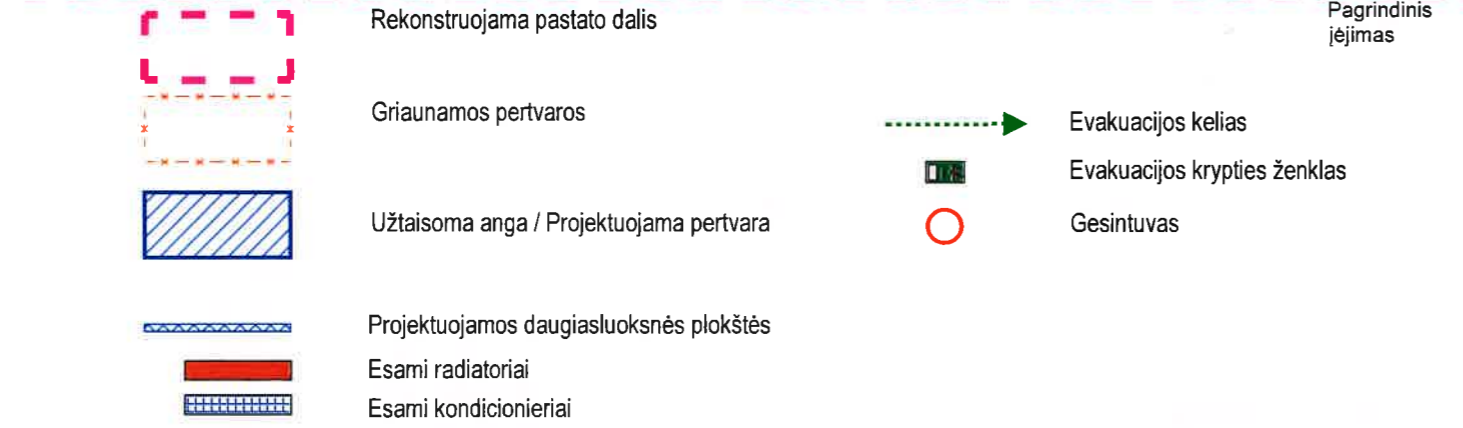 Rekonstruojama pastato dalis
Griaunamos pertvaros
Užtaisoma anga / Projektuojama pertvara
Projektuojamos daugiasluoksnės plokštės
Esami radiatoriai
Esami kondicionieriai
Pagrindinis
įėjimas
Evakuacijos kelias
Evakuacijos krypties ženklas
Gesintuvas